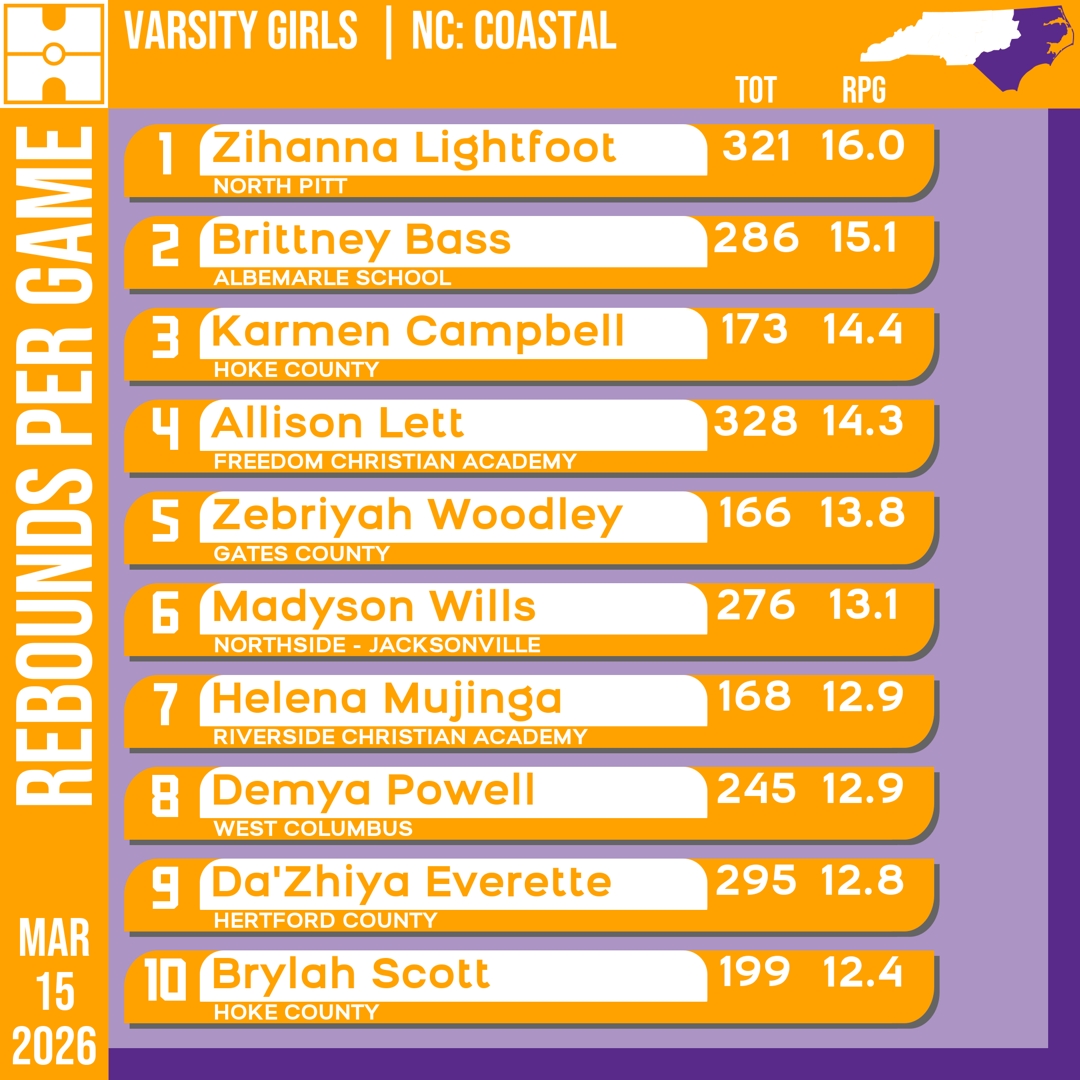 VARSITY GIRLS | NC: COASTAL
TOT RPG
REBOUNDS PER GAME
1 Zihanna Lightfoot 321 16.0
NORTH PITT
2 Brittney Bass 286 15.1
ALBEMARLE SCHOOL
3 Karmen Campbell 173 14.4
HOKE COUNTY
4 Allison Lett 328 14.3
FREEDOM CHRISTIAN ACADEMY
5 Zebriyah Woodley 166 13.8
GATES COUNTY
6 Madyson Wills 276 13.1
NORTHSIDE - JACKSONVILLE
7 Helena Mujinga 168 12.9
RIVERSIDE CHRISTIAN ACADEMY
8 Demya Powell 245 12.9
WEST COLUMBUS
9 Da'Zhiya Everette 295 12.8
HERTFORD COUNTY
10 Brylah Scott 199 12.4
HOKE COUNTY
MAR
15
2026